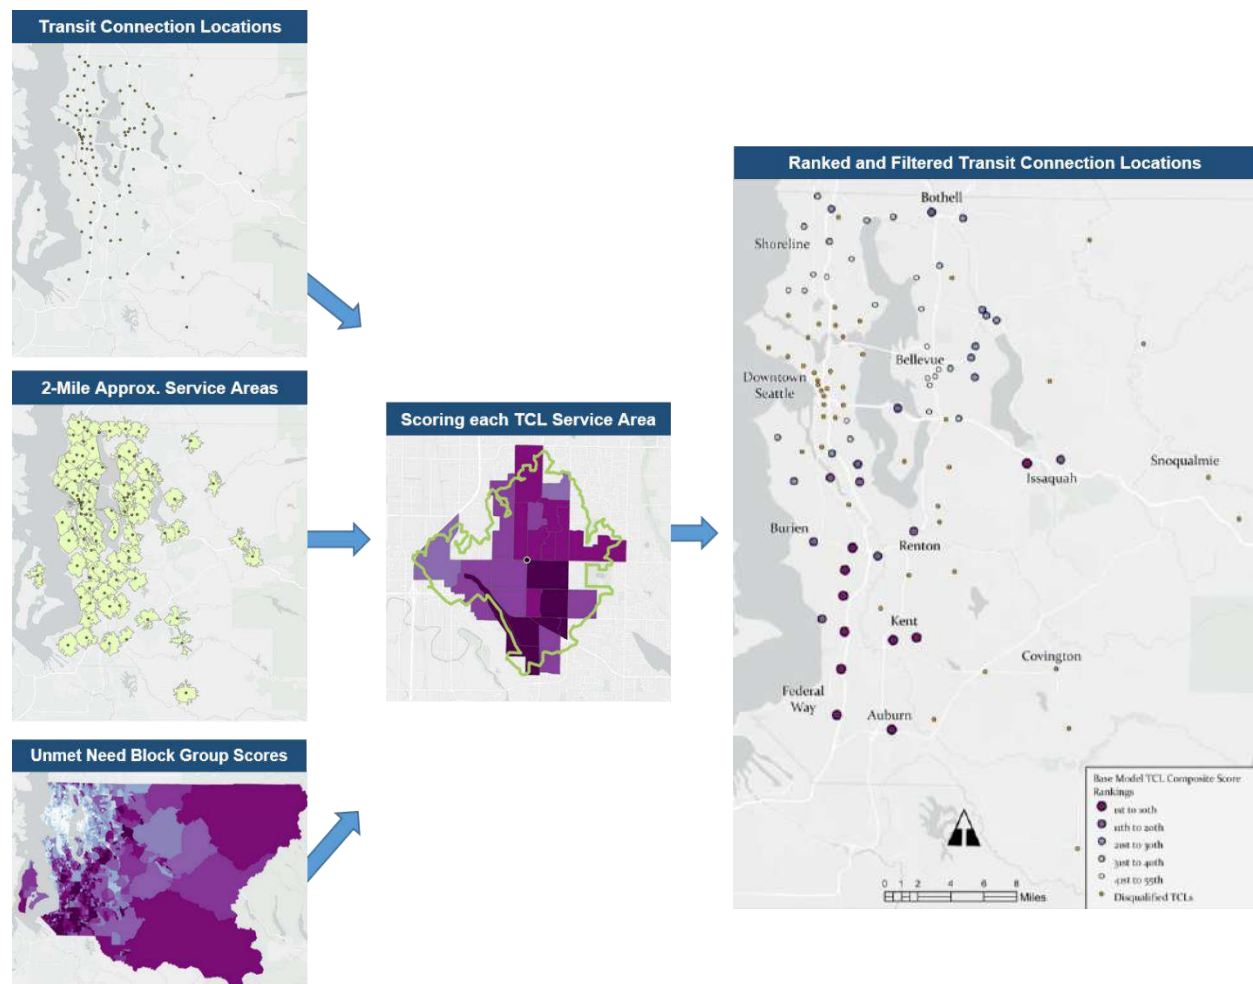 Transit Connection Locations
2-Mile Approx. Service Areas
Unmet Need Block Group Scores
Scoring each TCL Service Area
Ranked and Filtered Transit Connection Locations
Bothell
Shoreline
Bellevue
Downtown
Seattle
Snoqualmie
Issaquah
Burien
Renton
Kent
Covington
Federal
Way
Auburn
Base Model TCL Composite Score
Rankings
1st to 10th
11th to 20th
21st to 30th
31st to 40th
41st to 55th
Disqualified TCLs
0 1 2 4 6 8
Miles